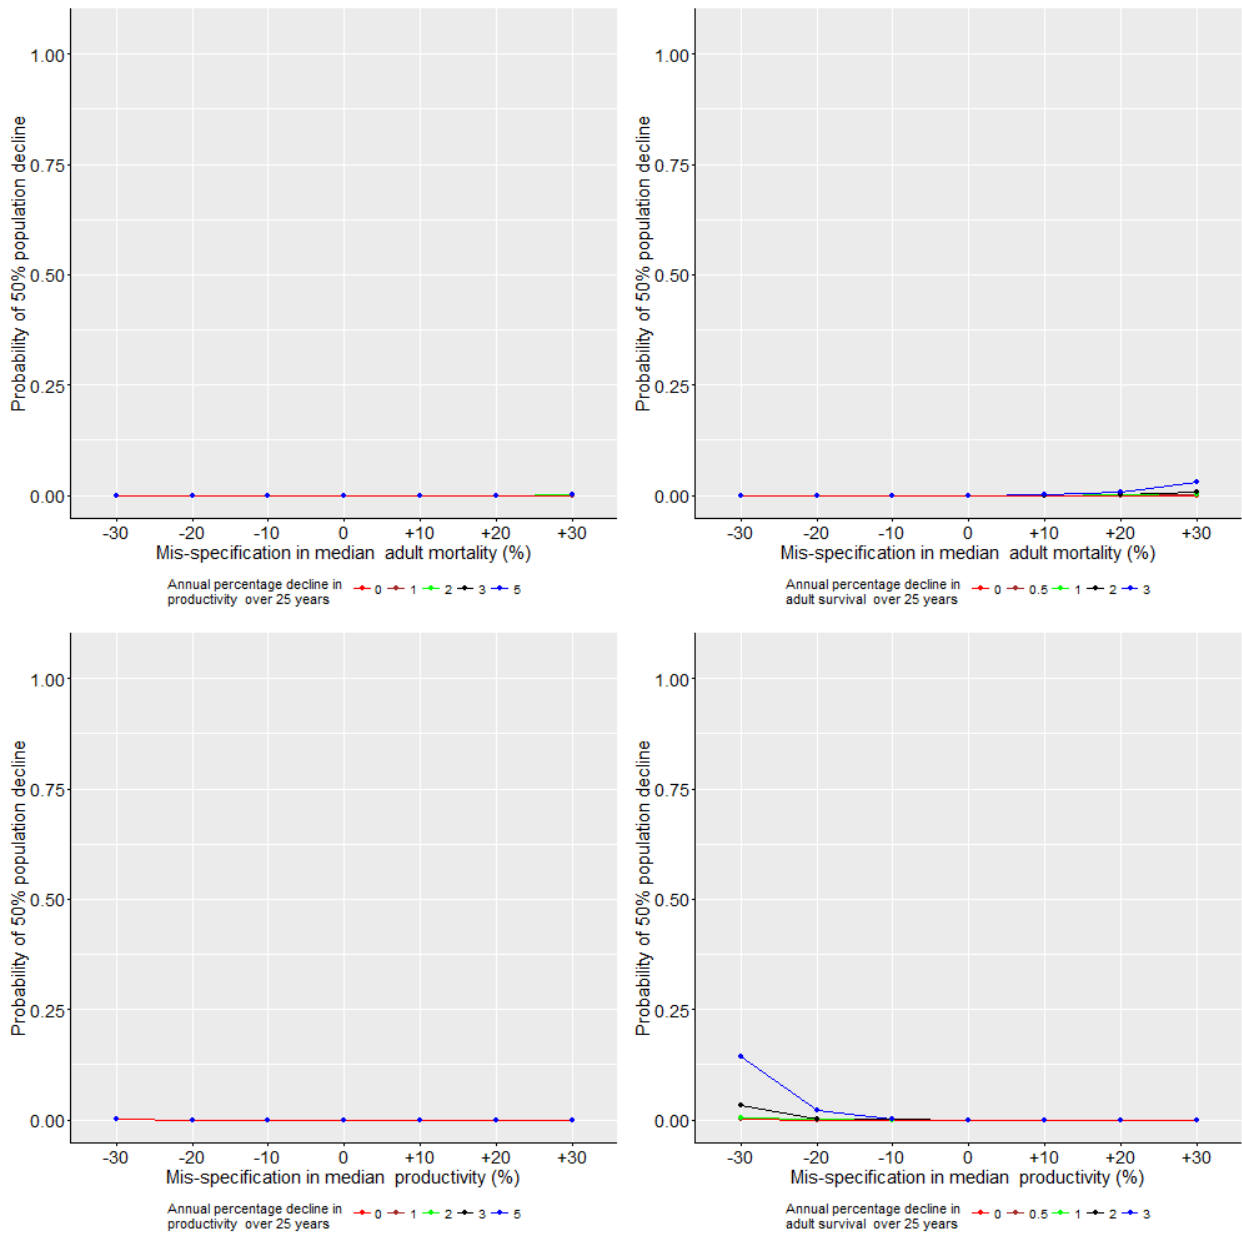 Probability of 50% population decline
1.00
0.75
0.50
0.25
0.00
-30 -20 -10 0 +10 +20 +30
Mis-specification in median adult mortality (%)
Annual percentage decline in
productivity over 25 years 0 1 2 3 5
Probability of 50% population decline
1.00
0.75
0.50
0.25
0.00
-30 -20 -10 0 +10 +20 +30
Mis-specification in median adult mortality (%)
Annual percentage decline in
adult survival over 25 years 0 0.5 1 2 3
Probability of 50% population decline
1.00
0.75
0.50
0.25
0.00
-30 -20 -10 0 +10 +20 +30
Mis-specification in median productivity (%)
Annual percentage decline in
productivity over 25 years 0 1 2 3 5
Probability of 50% population decline
1.00
0.75
0.50
0.25
0.00
-30 -20 -10 0 +10 +20 +30
Mis-specification in median productivity (%)
Annual percentage decline in
adult survival over 25 years 0 0.5 1 2 3